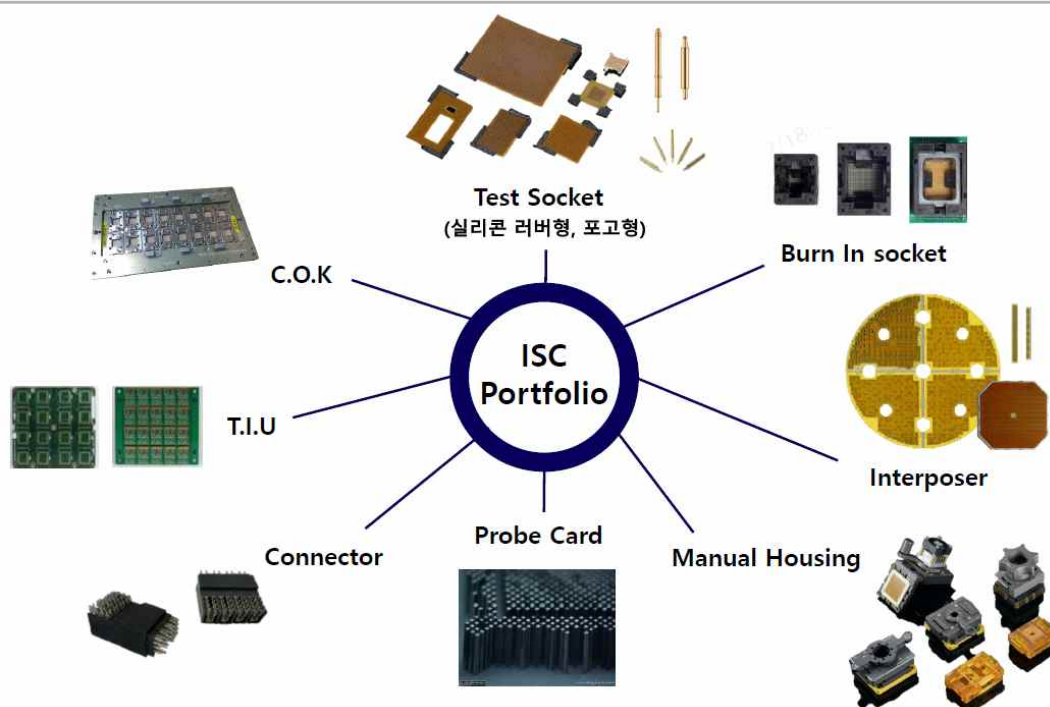 Test Socket
(실리콘 러버형, 포고형)
Burn In socket
C.O.K
ISC
Portfolio
T.I.U
Interposer
Connector
Probe Card
Manual Housing